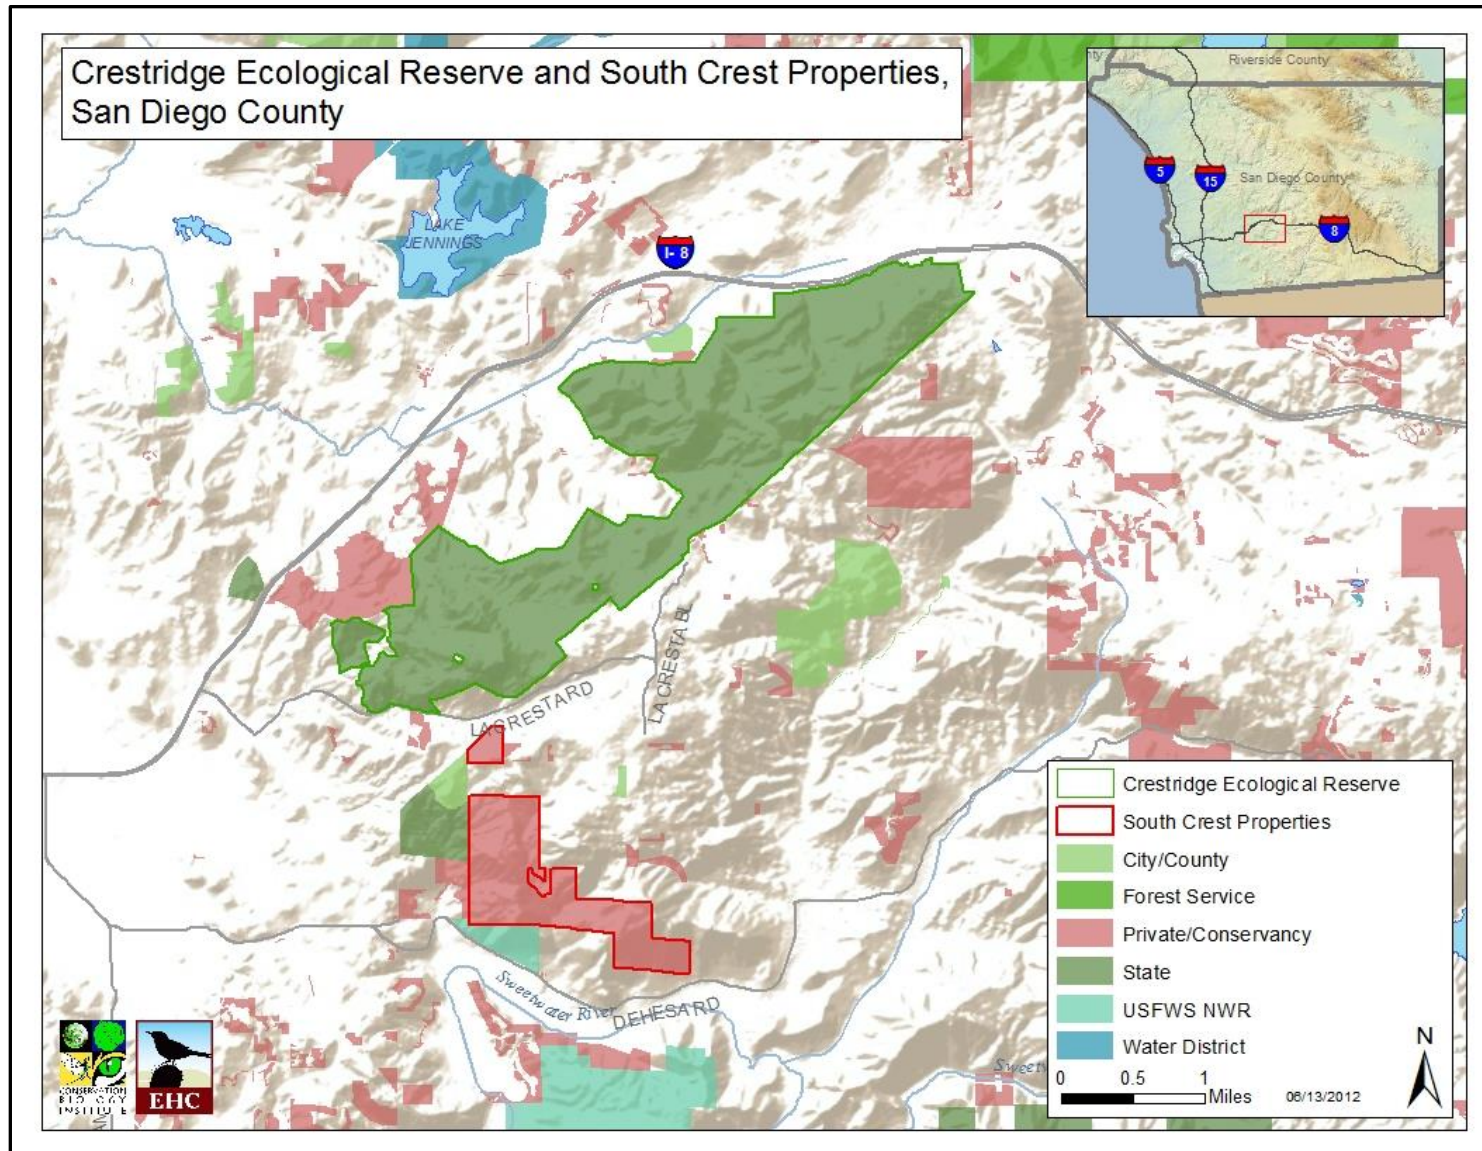 Crestridge Ecological Reserve and South Crest Properties,
San Diego County
Riverside County
San Diego County
5
15
8
LAKE
JENNINGS
I- 8
LA CRESTA BL
LA CRESTA RD
Sweetwater River
DEHESA RD
Crestridge Ecological Reserve
South Crest Properties
City/County
Forest Service
Private/Conservancy
State
USFWS NWR
Water District
N
0 0.5 1
Miles
06/13/2012
CONSERVATION
BIOLOGY
INSTITUTE
EHC